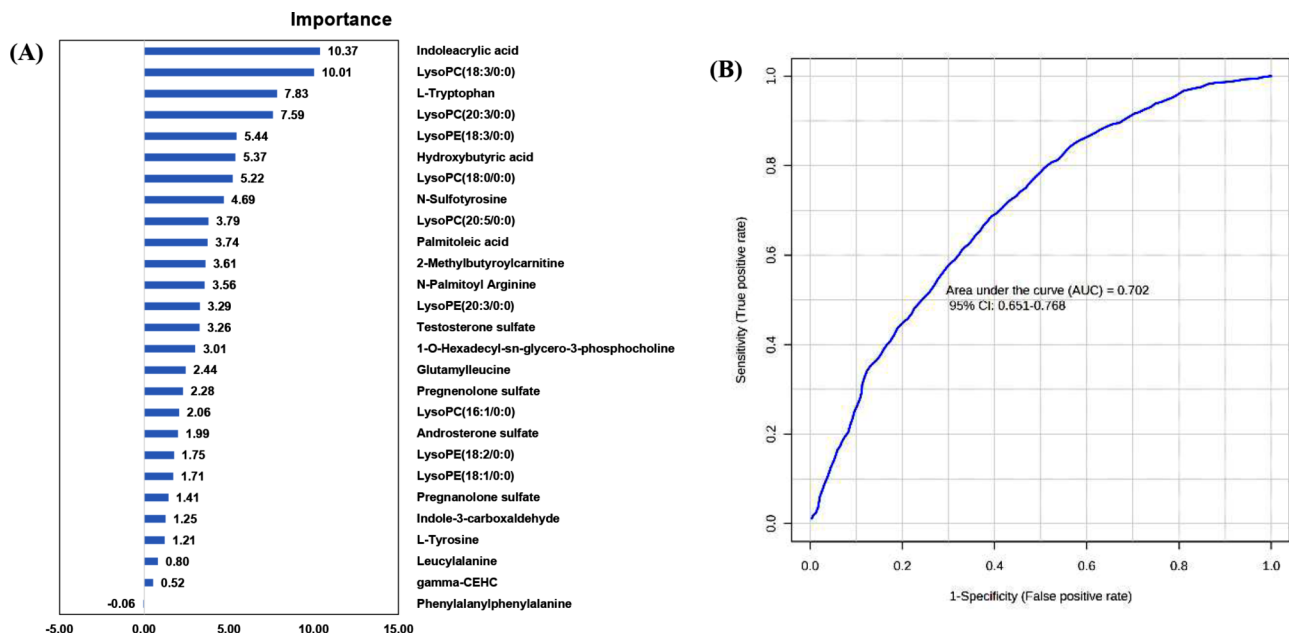 Importance
(A)
10.37 Indoleacrylic acid
10.01 LysoPC(18:3/0:0)
7.83 L-Tryptophan
7.59 LysoPC(20:3/0:0)
5.44 LysoPE(18:3/0:0)
5.37 Hydroxybutyric acid
5.22 LysoPC(18:0/0:0)
4.69 N-Sulfotyrosine
3.79 LysoPC(20:5/0:0)
3.74 Palmitoleic acid
3.61 2-Methylbutyroylcarnitine
3.56 N-Palmitoyl Arginine
3.29 LysoPE(20:3/0:0)
3.26 Testosterone sulfate
3.01 1-O-Hexadecyl-sn-glycero-3-phosphocholine
2.44 Glutamylleucine
2.28 Pregnenolone sulfate
2.06 LysoPC(16:1/0:0)
1.99 Androsterone sulfate
1.75 LysoPE(18:2/0:0)
1.71 LysoPE(18:1/0:0)
1.41 Pregnanolone sulfate
1.25 Indole-3-carboxaldehyde
1.21 L-Tyrosine
0.80 Leucylalanine
0.52 gamma-CEHC
-0.06 Phenylalanylphenylalanine
-5.00 0.00 5.00 10.00 15.00
(B)
Sensitivity (True positive rate)
1.0
0.8
0.6
0.4
0.2
0.0
Area under the curve (AUC) = 0.702
95% CI: 0.651-0.768
0.0 0.2 0.4 0.6 0.8 1.0
1-Specificity (False positive rate)